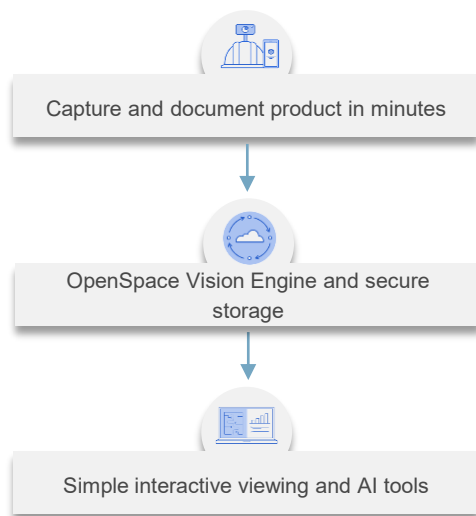 Capture and document product in minutes
OpenSpace Vision Engine and secure
storage
Simple interactive viewing and AI tools